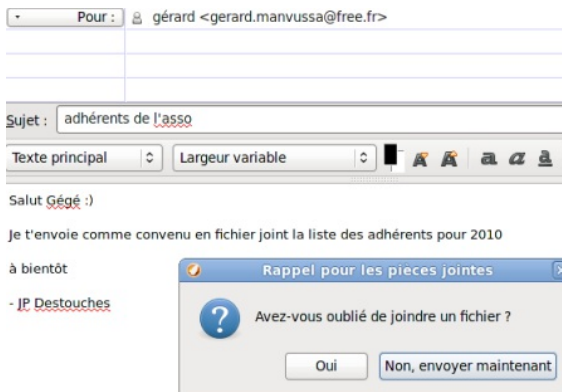 Pour : gérard <gerard.manvussa@free.fr>
Sujet : adhérents de l'asso
Texte principal Largeur variable A A a a a
Salut Gégé :)
Je t'envoie comme convenu en fichier joint la liste des adhérents pour 2010
à bientôt
- JP Destouches
Rappel pour les pièces jointes
Avez-vous oublié de joindre un fichier ?
Oui Non, envoyer maintenant